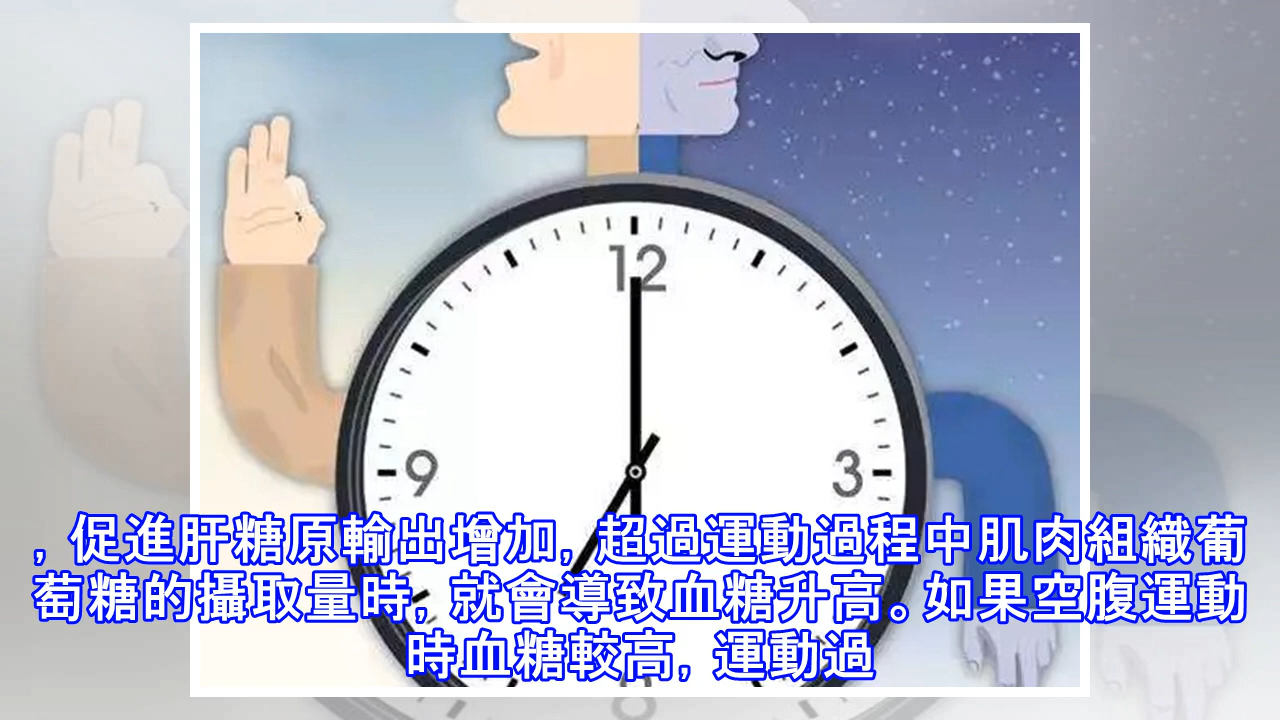 12
9
3
6
, 促進肝糖原輸出增加, 超過運動過程中肌肉組織葡
萄糖的攝取量時, 就會導致血糖升高。如果空腹運動
時血糖較高, 運動過